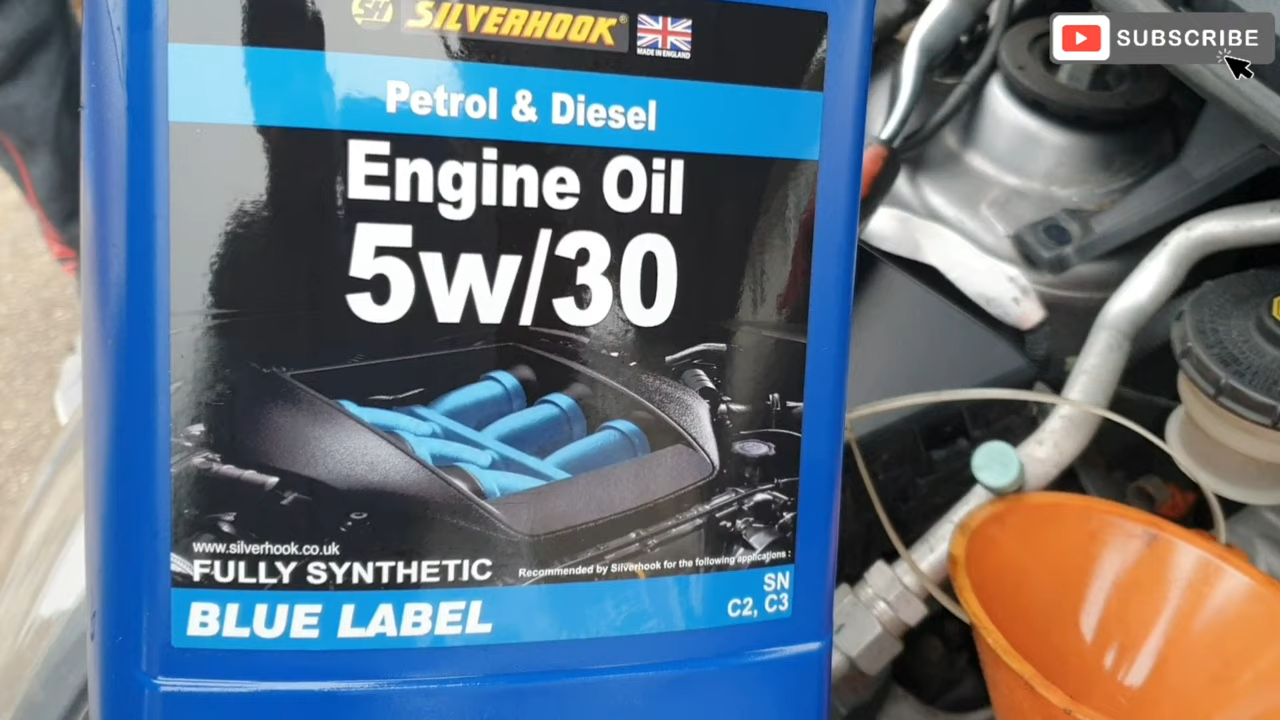 SH SILVERHOOK®
MADE IN ENGLAND
SUBSCRIBE
Petrol & Diesel
Engine Oil
5w/30
www.silverhook.co.uk
FULLY SYNTHETIC
Recommended by Silverhook for the following applications :
SN
C2, C3
BLUE LABEL